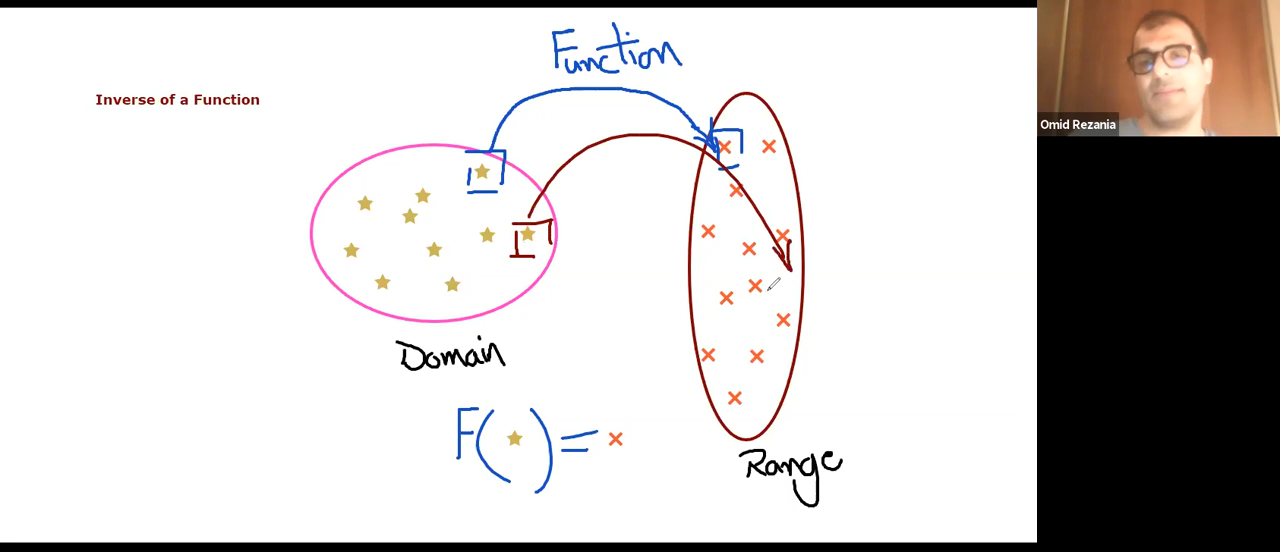 Function
Inverse of a Function
Omid Rezania
Domain
F( ) =
Range